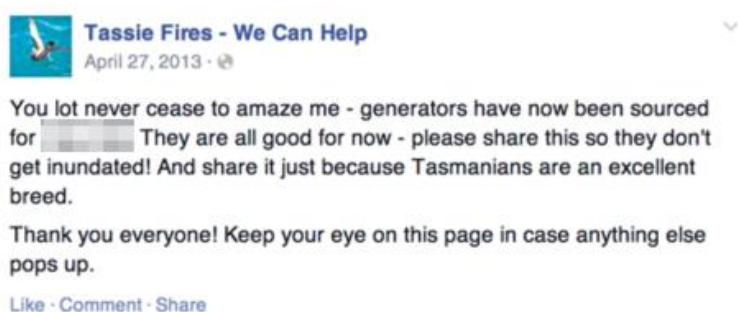 Tassie Fires - We Can Help
April 27, 2013 ·
You lot never cease to amaze me - generators have now been sourced
for They are all good for now - please share this so they don't
get inundated! And share it just because Tasmanians are an excellent
breed.
Thank you everyone! Keep your eye on this page in case anything else
pops up.
Like · Comment · Share